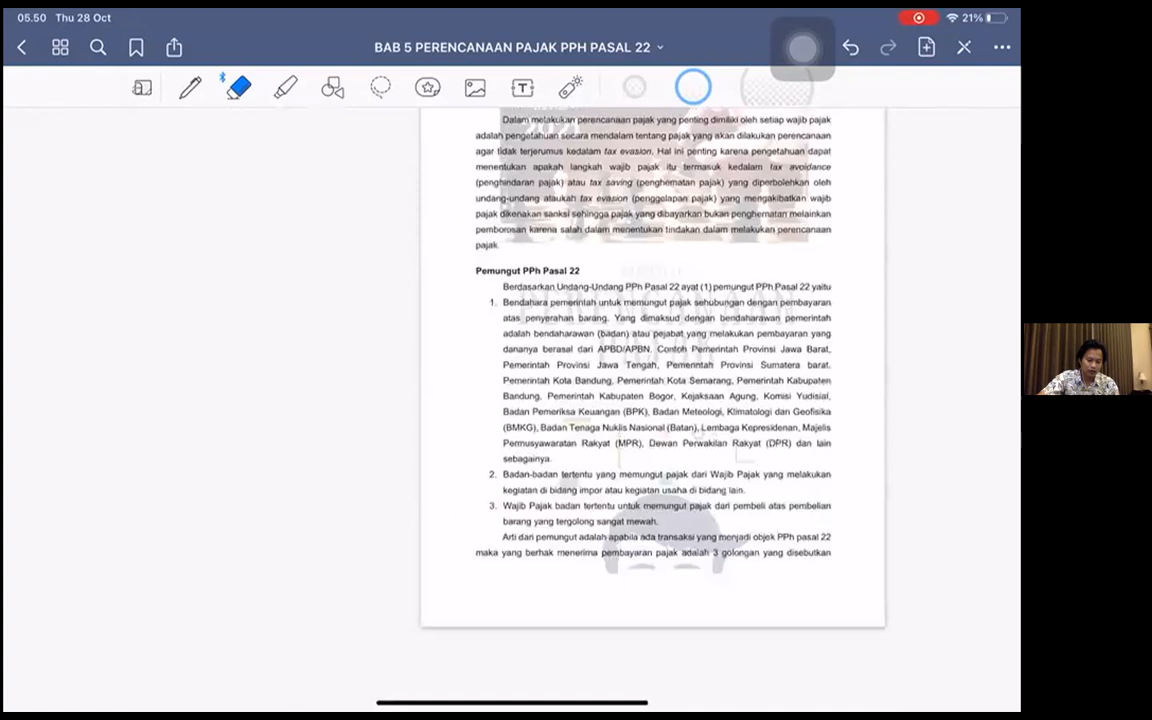 05.50 Thu 28 Oct
21%
BAB 5 PERENCANAAN PAJAK PPH PASAL 22
2021
Dalam melakukan perencanaan pajak yang penting dimiliki oleh setiap wajib pajak
adalah pengetahuan secara mendalam tentang pajak yang akan dilakukan perencanaan
agar tidak terjerumus kedalam tax evasion. Hal ini penting karena pengetahuan dapat
menentukan apakah langkah wajib pajak itu termasuk kedalam tax avoidance
(penghindaran pajak) atau tax saving (penghematan pajak) yang diperbolehkan oleh
undang-undang ataukah tax evasion (penggelapan pajak) yang mengakibatkan wajib
pajak dikenakan sanksi sehingga pajak yang dibayarkan bukan penghematan melainkan
pemborosan karena salah dalam menentukan tindakan dalam melakukan perencanaan
pajak.
Pemungut PPh Pasal 22
Berdasarkan Undang-Undang PPh Pasal 22 ayat (1) pemungut PPh Pasal 22 yaitu
1. Bendahara pemerintah untuk memungut pajak sehubungan dengan pembayaran
atas penyerahan barang. Yang dimaksud dengan bendaharawan pemerintah
adalah bendaharawan (badan) atau pejabat yang melakukan pembayaran yang
dananya berasal dari APBD/APBN. Contoh Pemerintah Provinsi Jawa Barat,
Pemerintah Provinsi Jawa Tengah, Pemerintah Provinsi Sumatera barat,
Pemerintah Kota Bandung, Pemerintah Kota Semarang, Pemerintah Kabupaten
Bandung, Pemerintah Kabupaten Bogor, Kejaksaan Agung, Komisi Yudisial,
Badan Pemeriksa Keuangan (BPK), Badan Meteorologi, Klimatologi dan Geofisika
(BMKG), Badan Tenaga Nuklis Nasional (Batan), Lembaga Kepresidenan, Majelis
Permusyawaratan Rakyat (MPR), Dewan Perwakilan Rakyat (DPR) dan lain
sebagainya.
2. Badan-badan tertentu yang memungut pajak dari Wajib Pajak yang melakukan
kegiatan di bidang impor atau kegiatan usaha di bidang lain.
3. Wajib Pajak badan tertentu untuk memungut pajak dari pembeli atas pembelian
barang yang tergolong sangat mewah.
Arti dari pemungut adalah apabila ada transaksi yang menjadi objek PPh pasal 22
maka yang berhak menerima pembayaran pajak adalah 3 golongan yang disebutkan